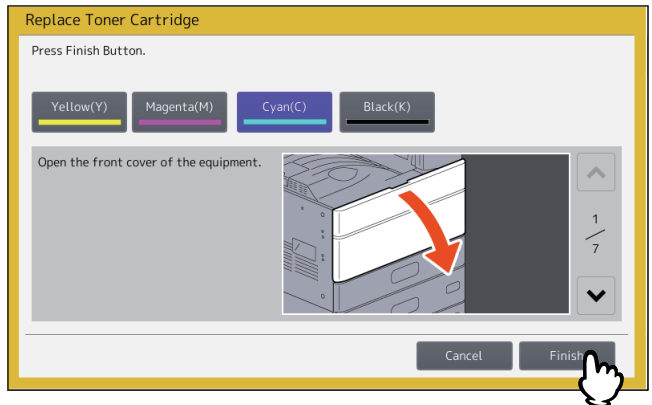 Replace Toner Cartridge
Press Finish Button.
Yellow(Y) Magenta(M) Cyan(C) Black(K)
Open the front cover of the equipment.
1
7
Cancel Finish